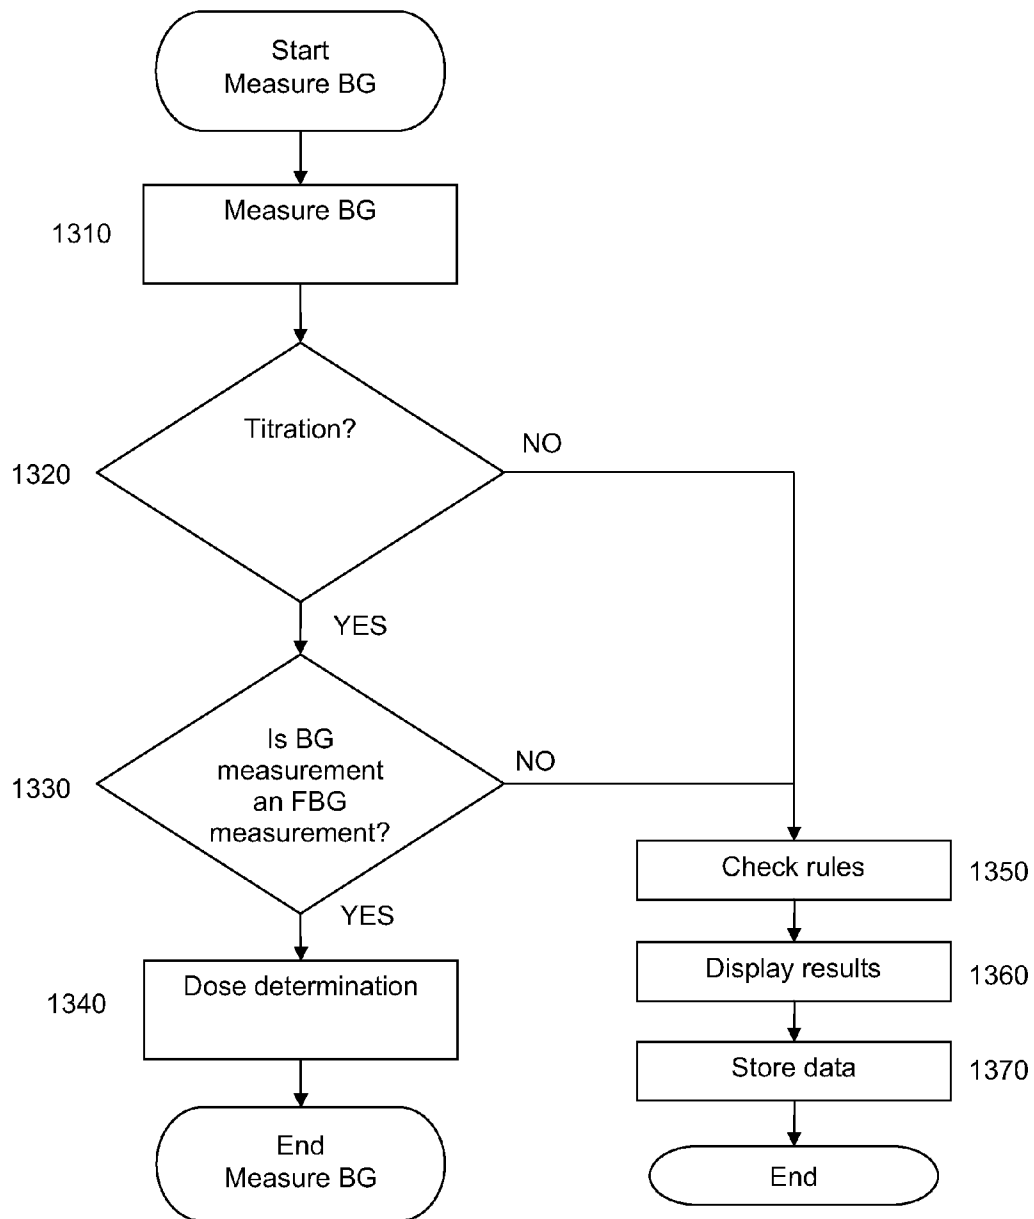 Start
Measure BG
Measure BG
1310
Titration?
NO
1320
YES
Is BG
measurement
an FBG
measurement?
NO
1330
YES
Check rules
1350
Display results
1360
Dose determination
1340
Store data
1370
End
Measure BG
End